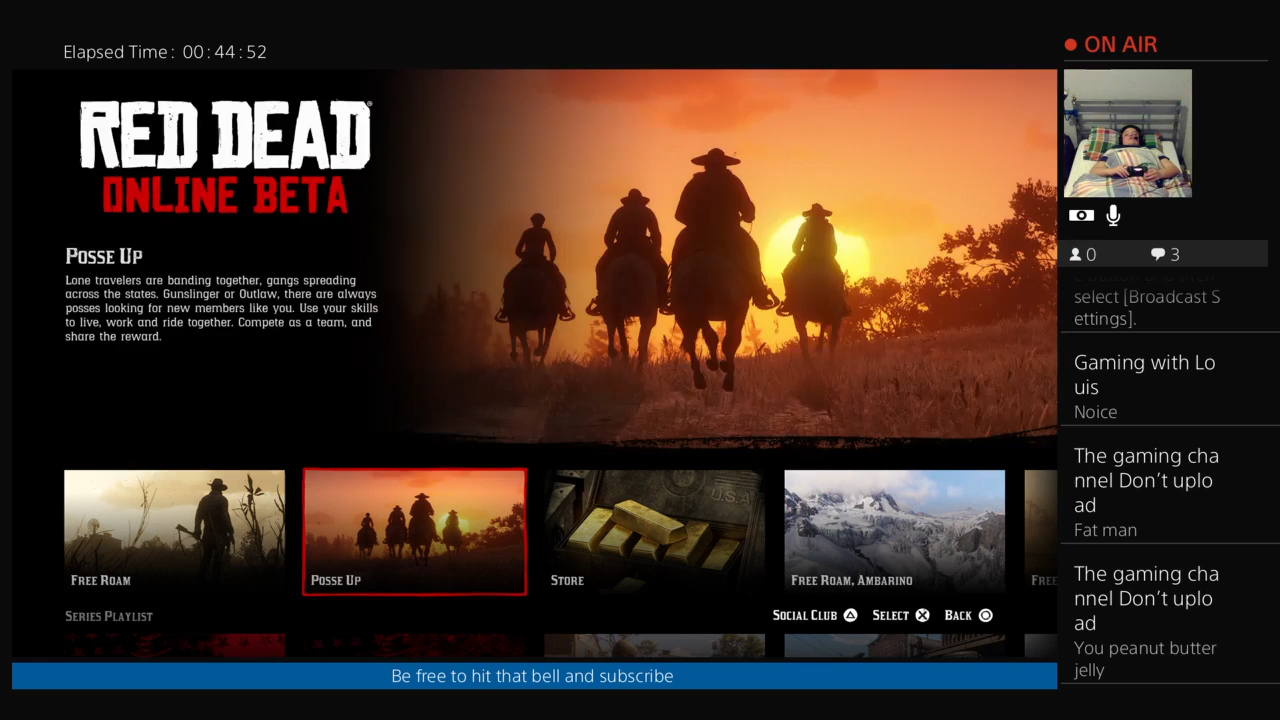 Elapsed Time: 00:44:52
ON AIR
RED DEAD
ONLINE BETA
POSSE UP
Lone travelers are banding together, gangs spreading
across the states. Gunslinger or Outlaw, there are always
posses looking for new members like you. Use your skills
to live, work and ride together. Compete as a team, and
share the reward.
FREE ROAM
POSSE UP
U.S.A
STORE
FREE ROAM, AMBARINO
FREE
SERIES PLAYLIST
SOCIAL CLUB
SELECT
BACK
Be free to hit that bell and subscribe
0
3
select [Broadcast S
ettings].
Gaming with Lo
uis
Noice
The gaming cha
nnel Don't uplo
ad
Fat man
The gaming cha
nnel Don't uplo
ad
You peanut butter
jelly